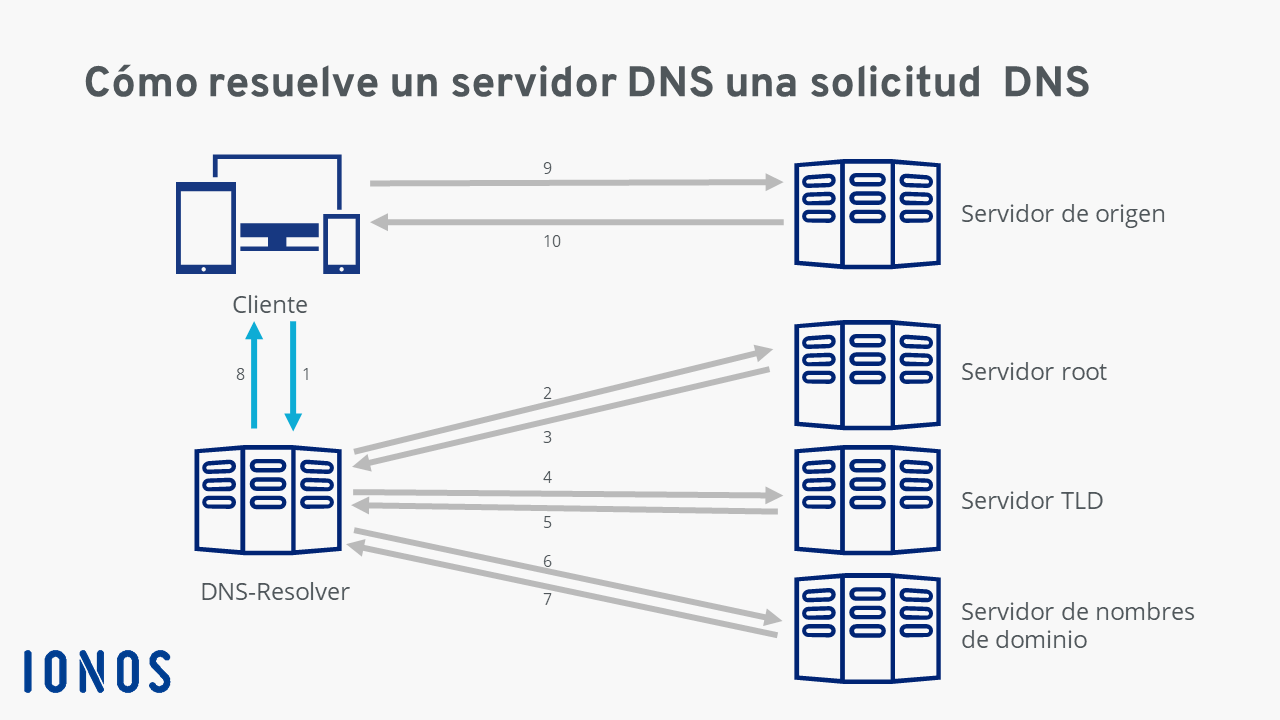 Cómo resuelve un servidor DNS una solicitud DNS
9
10
Servidor de origen
Cliente
8
1
2
3
Servidor root
4
5
Servidor TLD
6
7
DNS-Resolver
Servidor de nombres
de dominio
IONOS